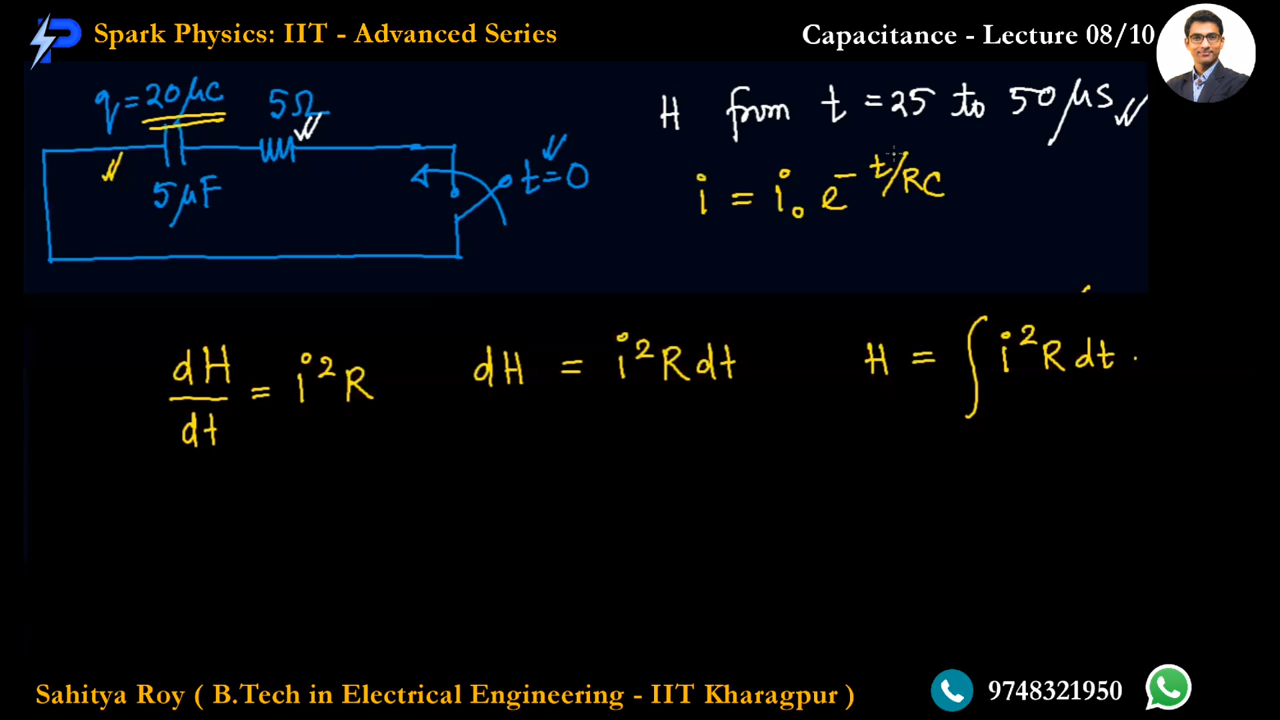 Spark Physics: IIT - Advanced Series
Capacitance - Lecture 08/10
q = 20 μC
5Ω
5μF
t = 0
H from t = 25 to 50 μs
i = i₀ e^(-t/RC)
dH/dt = i²R
dH = i²R dt
H = ∫ i²R dt
Sahitya Roy ( B.Tech in Electrical Engineering - IIT Kharagpur )
9748321950